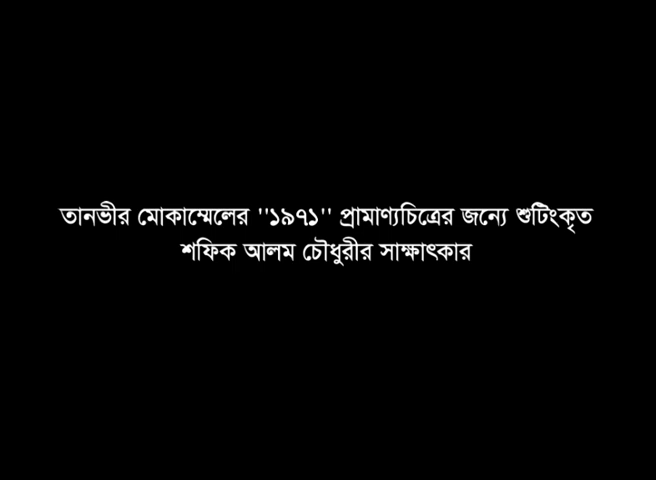 তানভীর মোকাম্মেলের "১৯৭১" প্রামাণ্যচিত্রের জন্যে শুটিংকৃত
শফিক আলম চৌধুরীর সাক্ষাৎকার